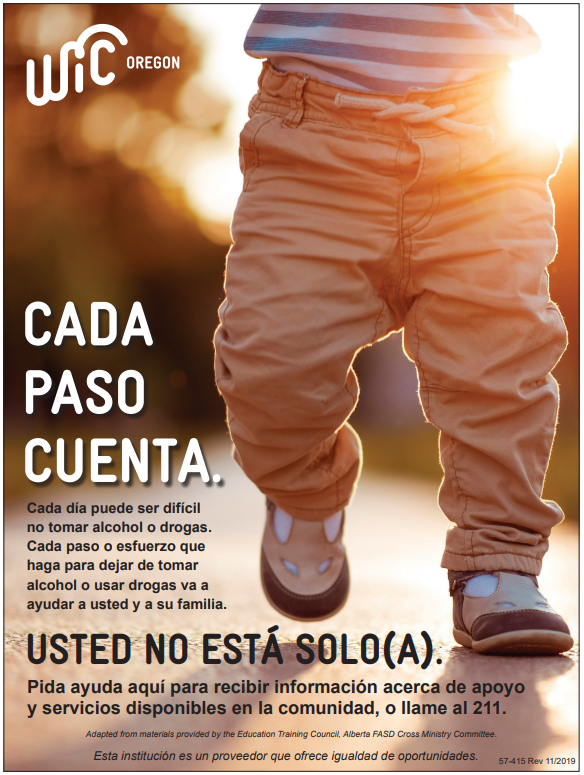 WIC OREGON
CADA
PASO
CUENTA.
Cada día puede ser difícil
no tomar alcohol o drogas.
Cada paso o esfuerzo que
haga para dejar de tomar
alcohol o usar drogas va a
ayudar a usted y a su familia.
USTED NO ESTÁ SOLO(A).
Pida ayuda aquí para recibir información acerca de apoyo
y servicios disponibles en la comunidad, o llame al 211.
Adapted from materials provided by the Education Training Council, Alberta FASD Cross Ministry Committee.
Esta institución es un proveedor que ofrece igualdad de oportunidades.
57-415 Rev 11/2019